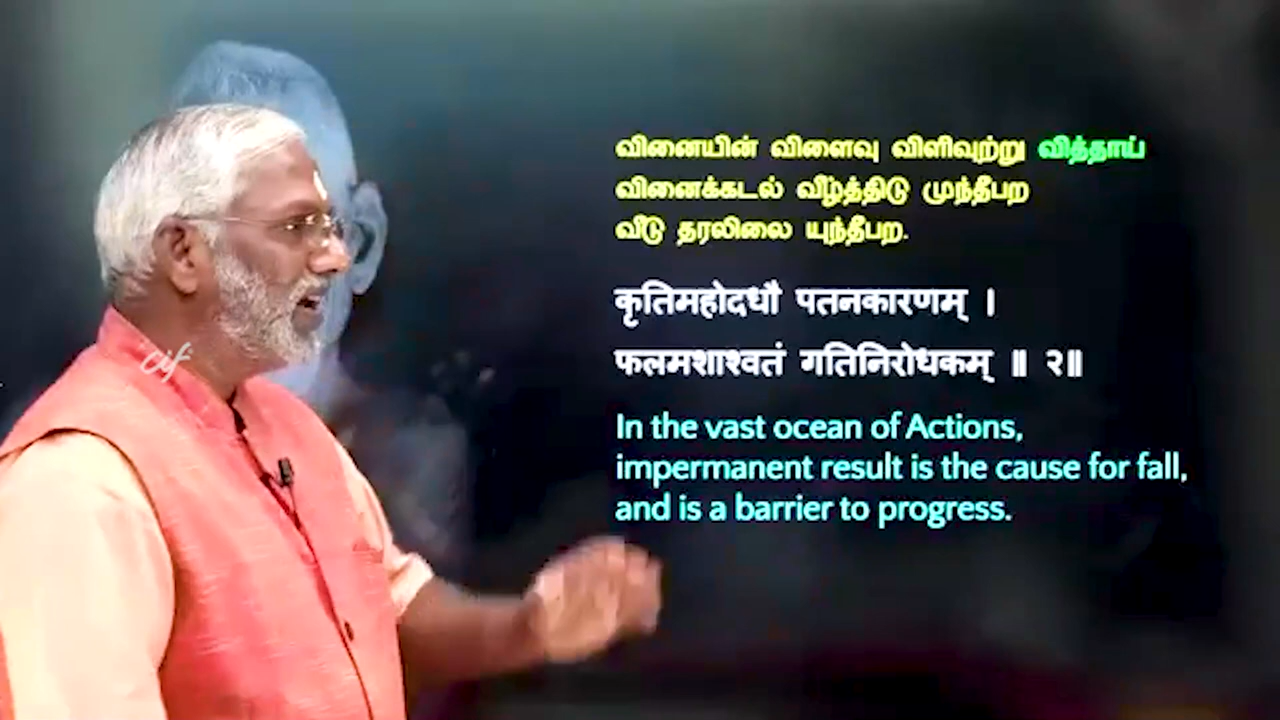 வினையின் விளைவு விளிவுற்று வித்தாய்
வினைக்கடல் வீழ்த்திடு முந்தீபற
வீடு தரலிலை யுந்தீபற.
कृतिमहोदधौ पतनकारणम् ।
फलमशाश्वतं गतिनिरोधकम् ॥ २॥
In the vast ocean of Actions,
impermanent result is the cause for fall,
and is a barrier to progress.
cif